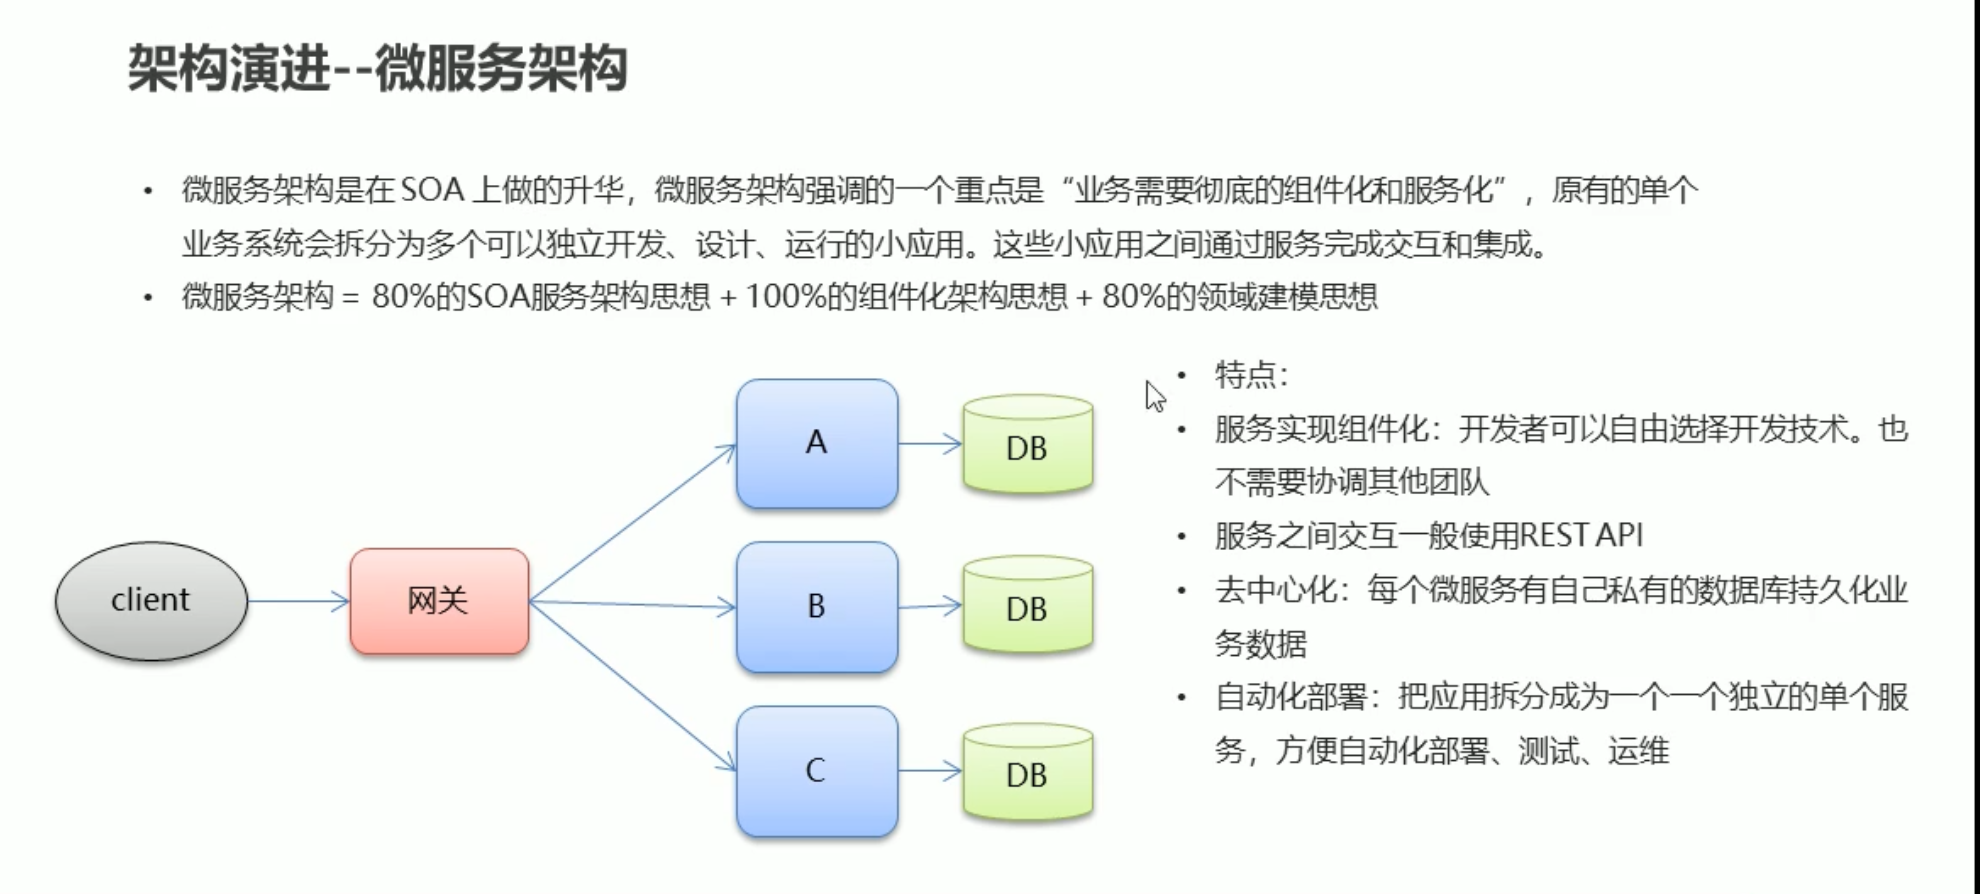 架构演进--微服务架构
• 微服务架构是在 SOA 上做的升华，微服务架构强调的一个重点是“业务需要彻底的组件化和服务化”，原有的单个
业务系统会拆分为多个可以独立开发、设计、运行的小应用。这些小应用之间通过服务完成交互和集成。
• 微服务架构 = 80%的SOA服务架构思想 + 100%的组件化架构思想 + 80%的领域建模思想
client
网关
A
DB
B
DB
C
DB
• 特点：
• 服务实现组件化：开发者可以自由选择开发技术。也
不需要协调其他团队
• 服务之间交互一般使用REST API
• 去中心化：每个微服务有自己私有的数据库持久化业
务数据
• 自动化部署：把应用拆分成为一个一个独立的单个服
务，方便自动化部署、测试、运维